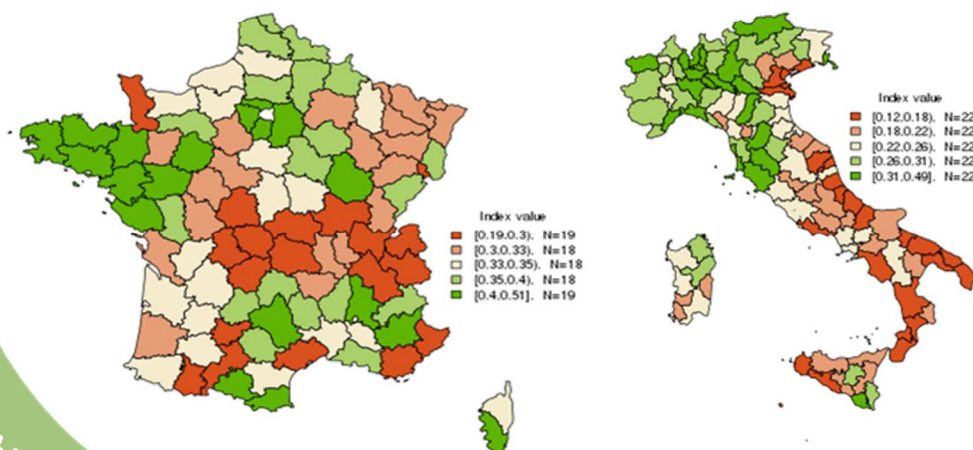 Index value
[0.19.0.3). N=19
[0.3.0.33). N=18
[0.33.0.35). N=18
[0.35.0.4). N=18
[0.4.0.51]. N=19
Index value
[0.12.0.18). N=22
[0.18.0.22). N=22
[0.22.0.26). N=22
[0.26.0.31). N=22
[0.31.0.49]. N=22